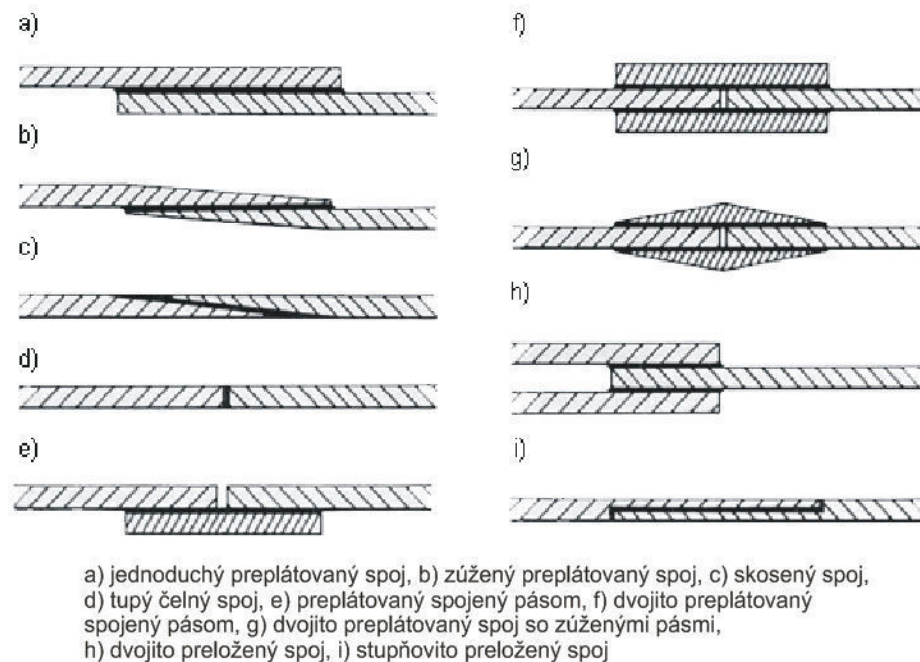 a)
b)
c)
d)
e)
f)
g)
h)
i)
a) jednoduchý preplátovaný spoj, b) zúžený preplátovaný spoj, c) skosený spoj,
d) tupý čelný spoj, e) preplátovaný spojený pásom, f) dvojito preplátovaný
spojený pásom, g) dvojito preplátovaný spoj so zúženými pásmi,
h) dvojito preložený spoj, i) stupňovito preložený spoj